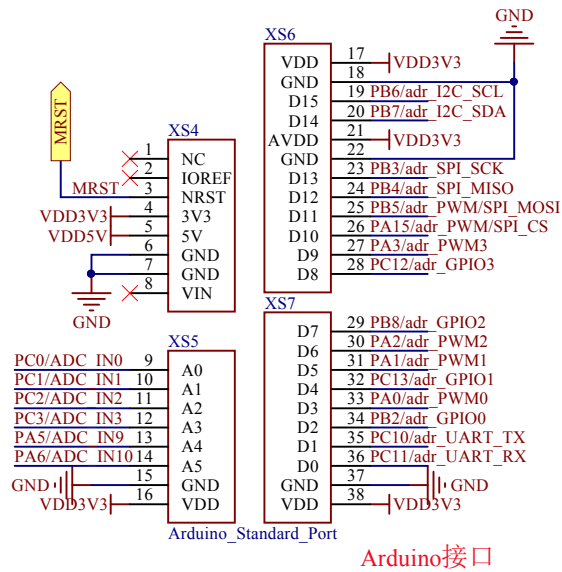 GND
XS6
VDD 17 VDD3V3
GND 18
D15 19 PB6/adr_I2C_SCL
D14 20 PB7/adr_I2C_SDA
AVDD 21 VDD3V3
GND 22
D13 23 PB3/adr_SPI_SCK
D12 24 PB4/adr_SPI_MISO
D11 25 PB5/adr_PWM/SPI_MOSI
D10 26 PA15/adr_PWM/SPI_CS
D9 27 PA3/adr_PWM3
D8 28 PC12/adr_GPIO3
MRST
XS4
1 NC
2 IOREF
MRST 3 NRST
VDD3V3 4 3V3
VDD5V 5 5V
6 GND
7 GND
8 VIN
GND
XS5
PC0/ADC_IN0 9 A0
PC1/ADC_IN1 10 A1
PC2/ADC_IN2 11 A2
PC3/ADC_IN3 12 A3
PA5/ADC_IN9 13 A4
PA6/ADC_IN10 14 A5
GND 15 GND
VDD3V3 16 VDD
XS7
D7 29 PB8/adr_GPIO2
D6 30 PA2/adr_PWM2
D5 31 PA1/adr_PWM1
D4 32 PC13/adr_GPIO1
D3 33 PA0/adr_PWM0
D2 34 PB2/adr_GPIO0
D1 35 PC10/adr_UART_TX
D0 36 PC11/adr_UART_RX
GND 37 GND
VDD 38 VDD3V3
Arduino_Standard_Port
Arduino接口